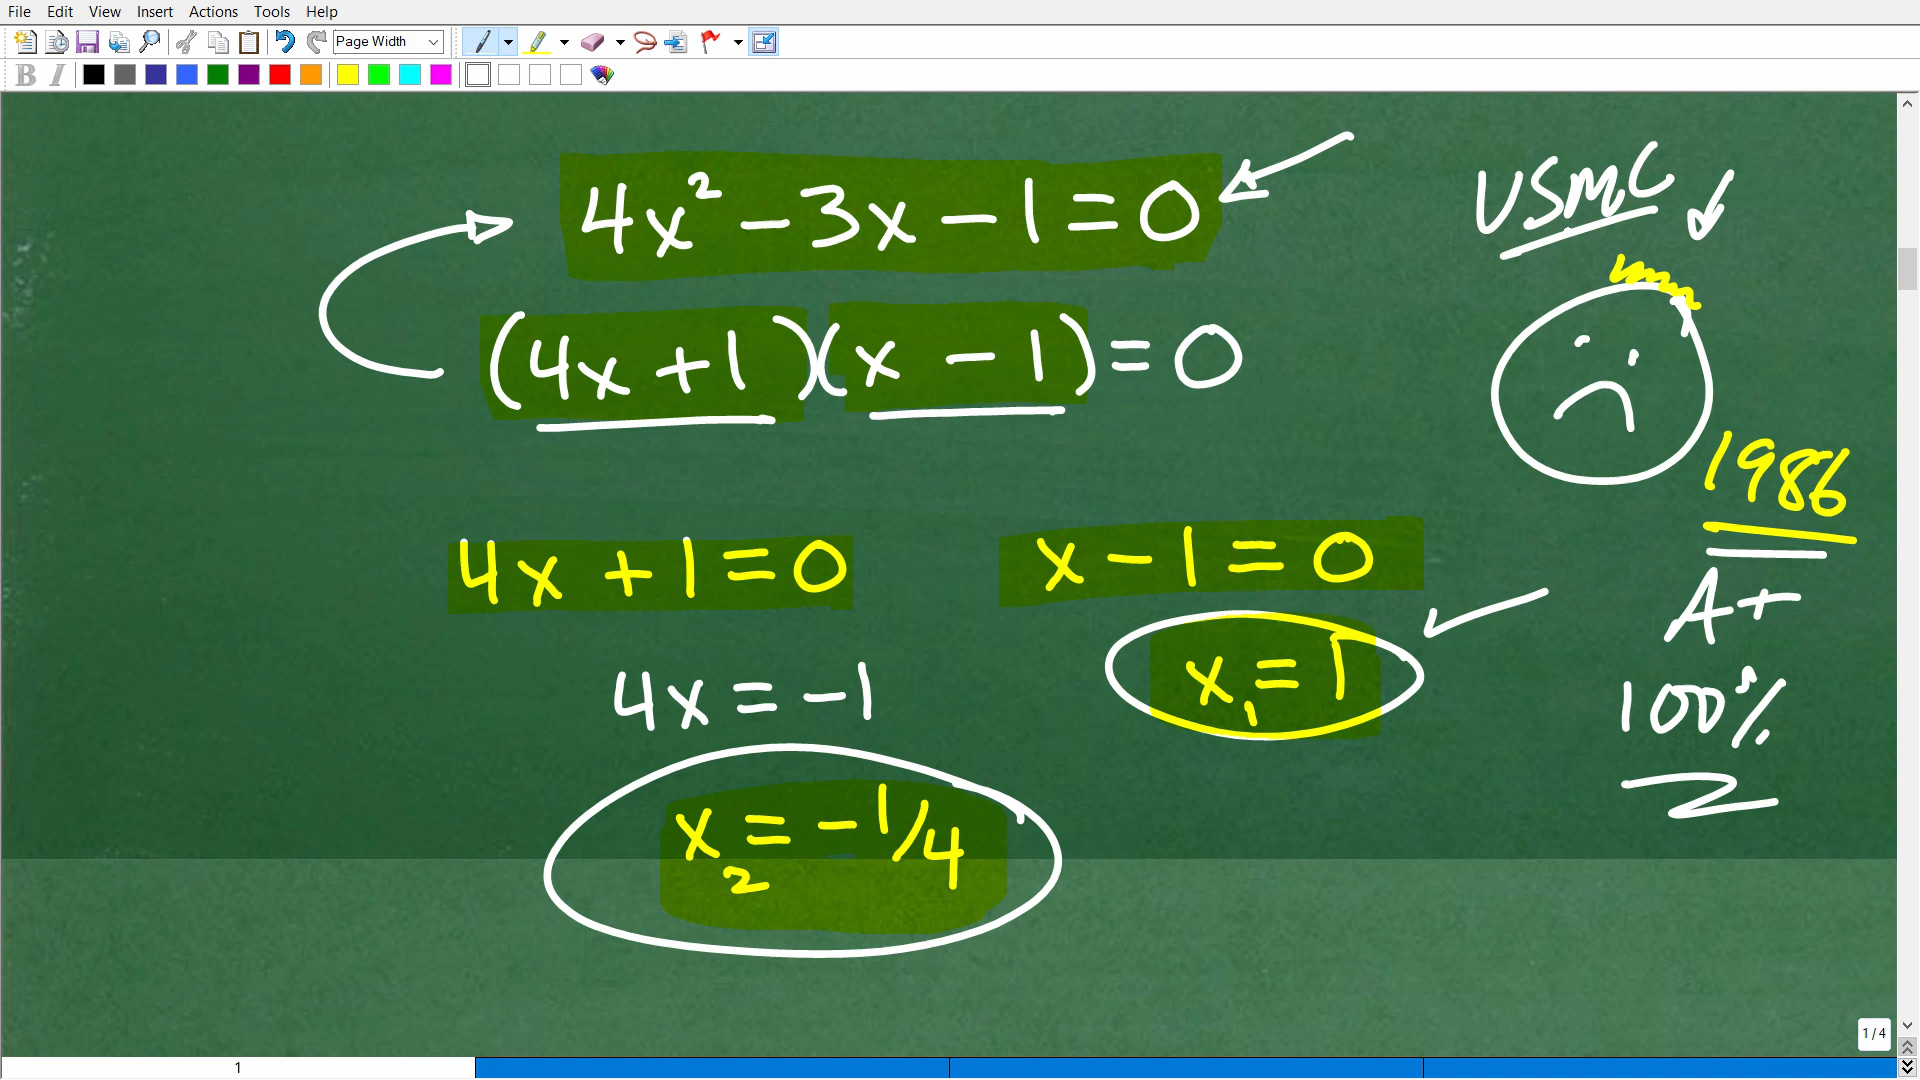 File Edit View Insert Actions Tools Help
Page Width
B I
4x² - 3x - 1 = 0
(4x + 1)(x - 1) = 0
4x + 1 = 0
x - 1 = 0
4x = -1
x₁ = 1
x₂ = -1/4
USMC
1986
A+
100%
1 / 4
1